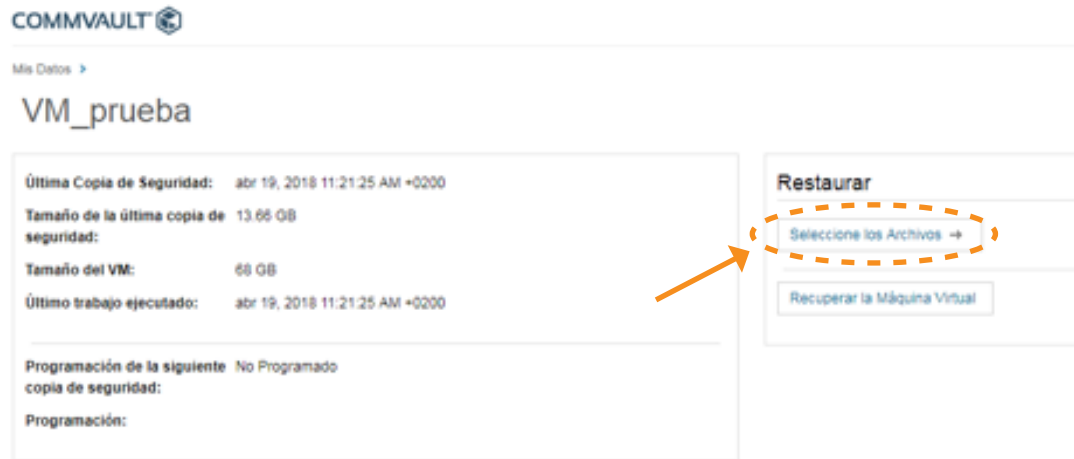 COMMVAULT
Mis Datos >
VM_prueba
Última Copia de Seguridad: abr 19, 2018 11:21:25 AM +0200
Tamaño de la última copia de seguridad: 13.66 GB
Tamaño del VM: 68 GB
Último trabajo ejecutado: abr 19, 2018 11:21:25 AM +0200
Programación de la siguiente copia de seguridad: No Programado
Programación:
Restaurar
Seleccione los Archivos →
Recuperar la Máquina Virtual